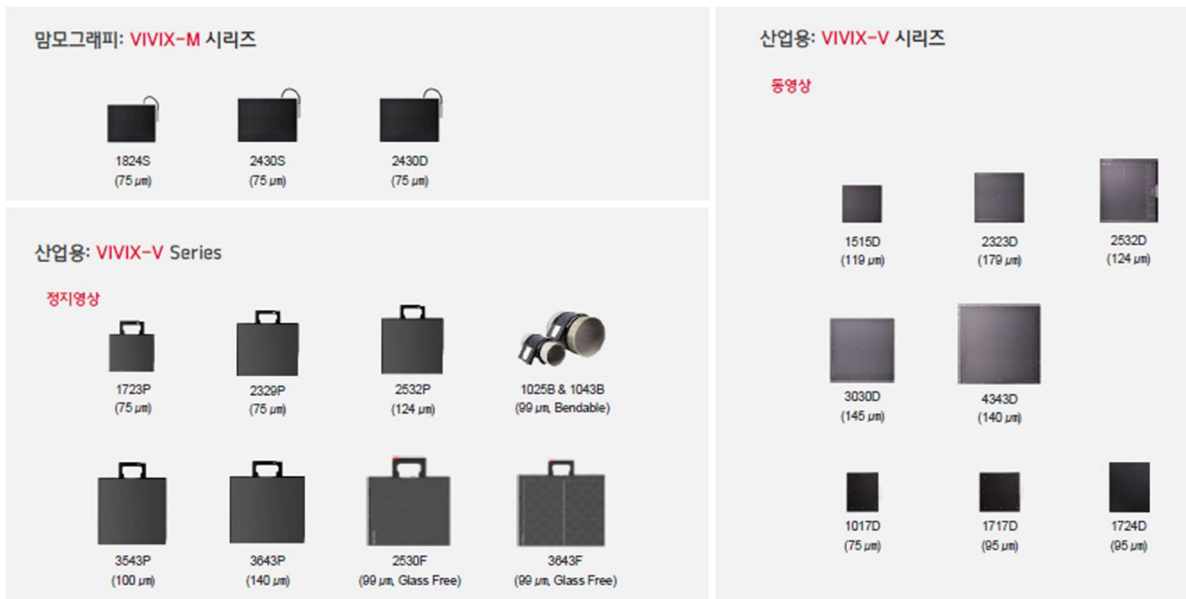 맘모그래피: VIVIX-M 시리즈
1824S
(75 ㎛)
2430S
(75 ㎛)
2430D
(75 ㎛)
산업용: VIVIX-V Series
정지영상
1723P
(75 ㎛)
2329P
(75 ㎛)
2532P
(124 ㎛)
1025B & 1043B
(99 ㎛, Bendable)
3543P
(100 ㎛)
3643P
(140 ㎛)
2530F
(99 ㎛, Glass Free)
3643F
(99 ㎛, Glass Free)
산업용: VIVIX-V 시리즈
동영상
1515D
(119 ㎛)
2323D
(179 ㎛)
2532D
(124 ㎛)
3030D
(145 ㎛)
4343D
(140 ㎛)
1017D
(75 ㎛)
1717D
(95 ㎛)
1724D
(95 ㎛)